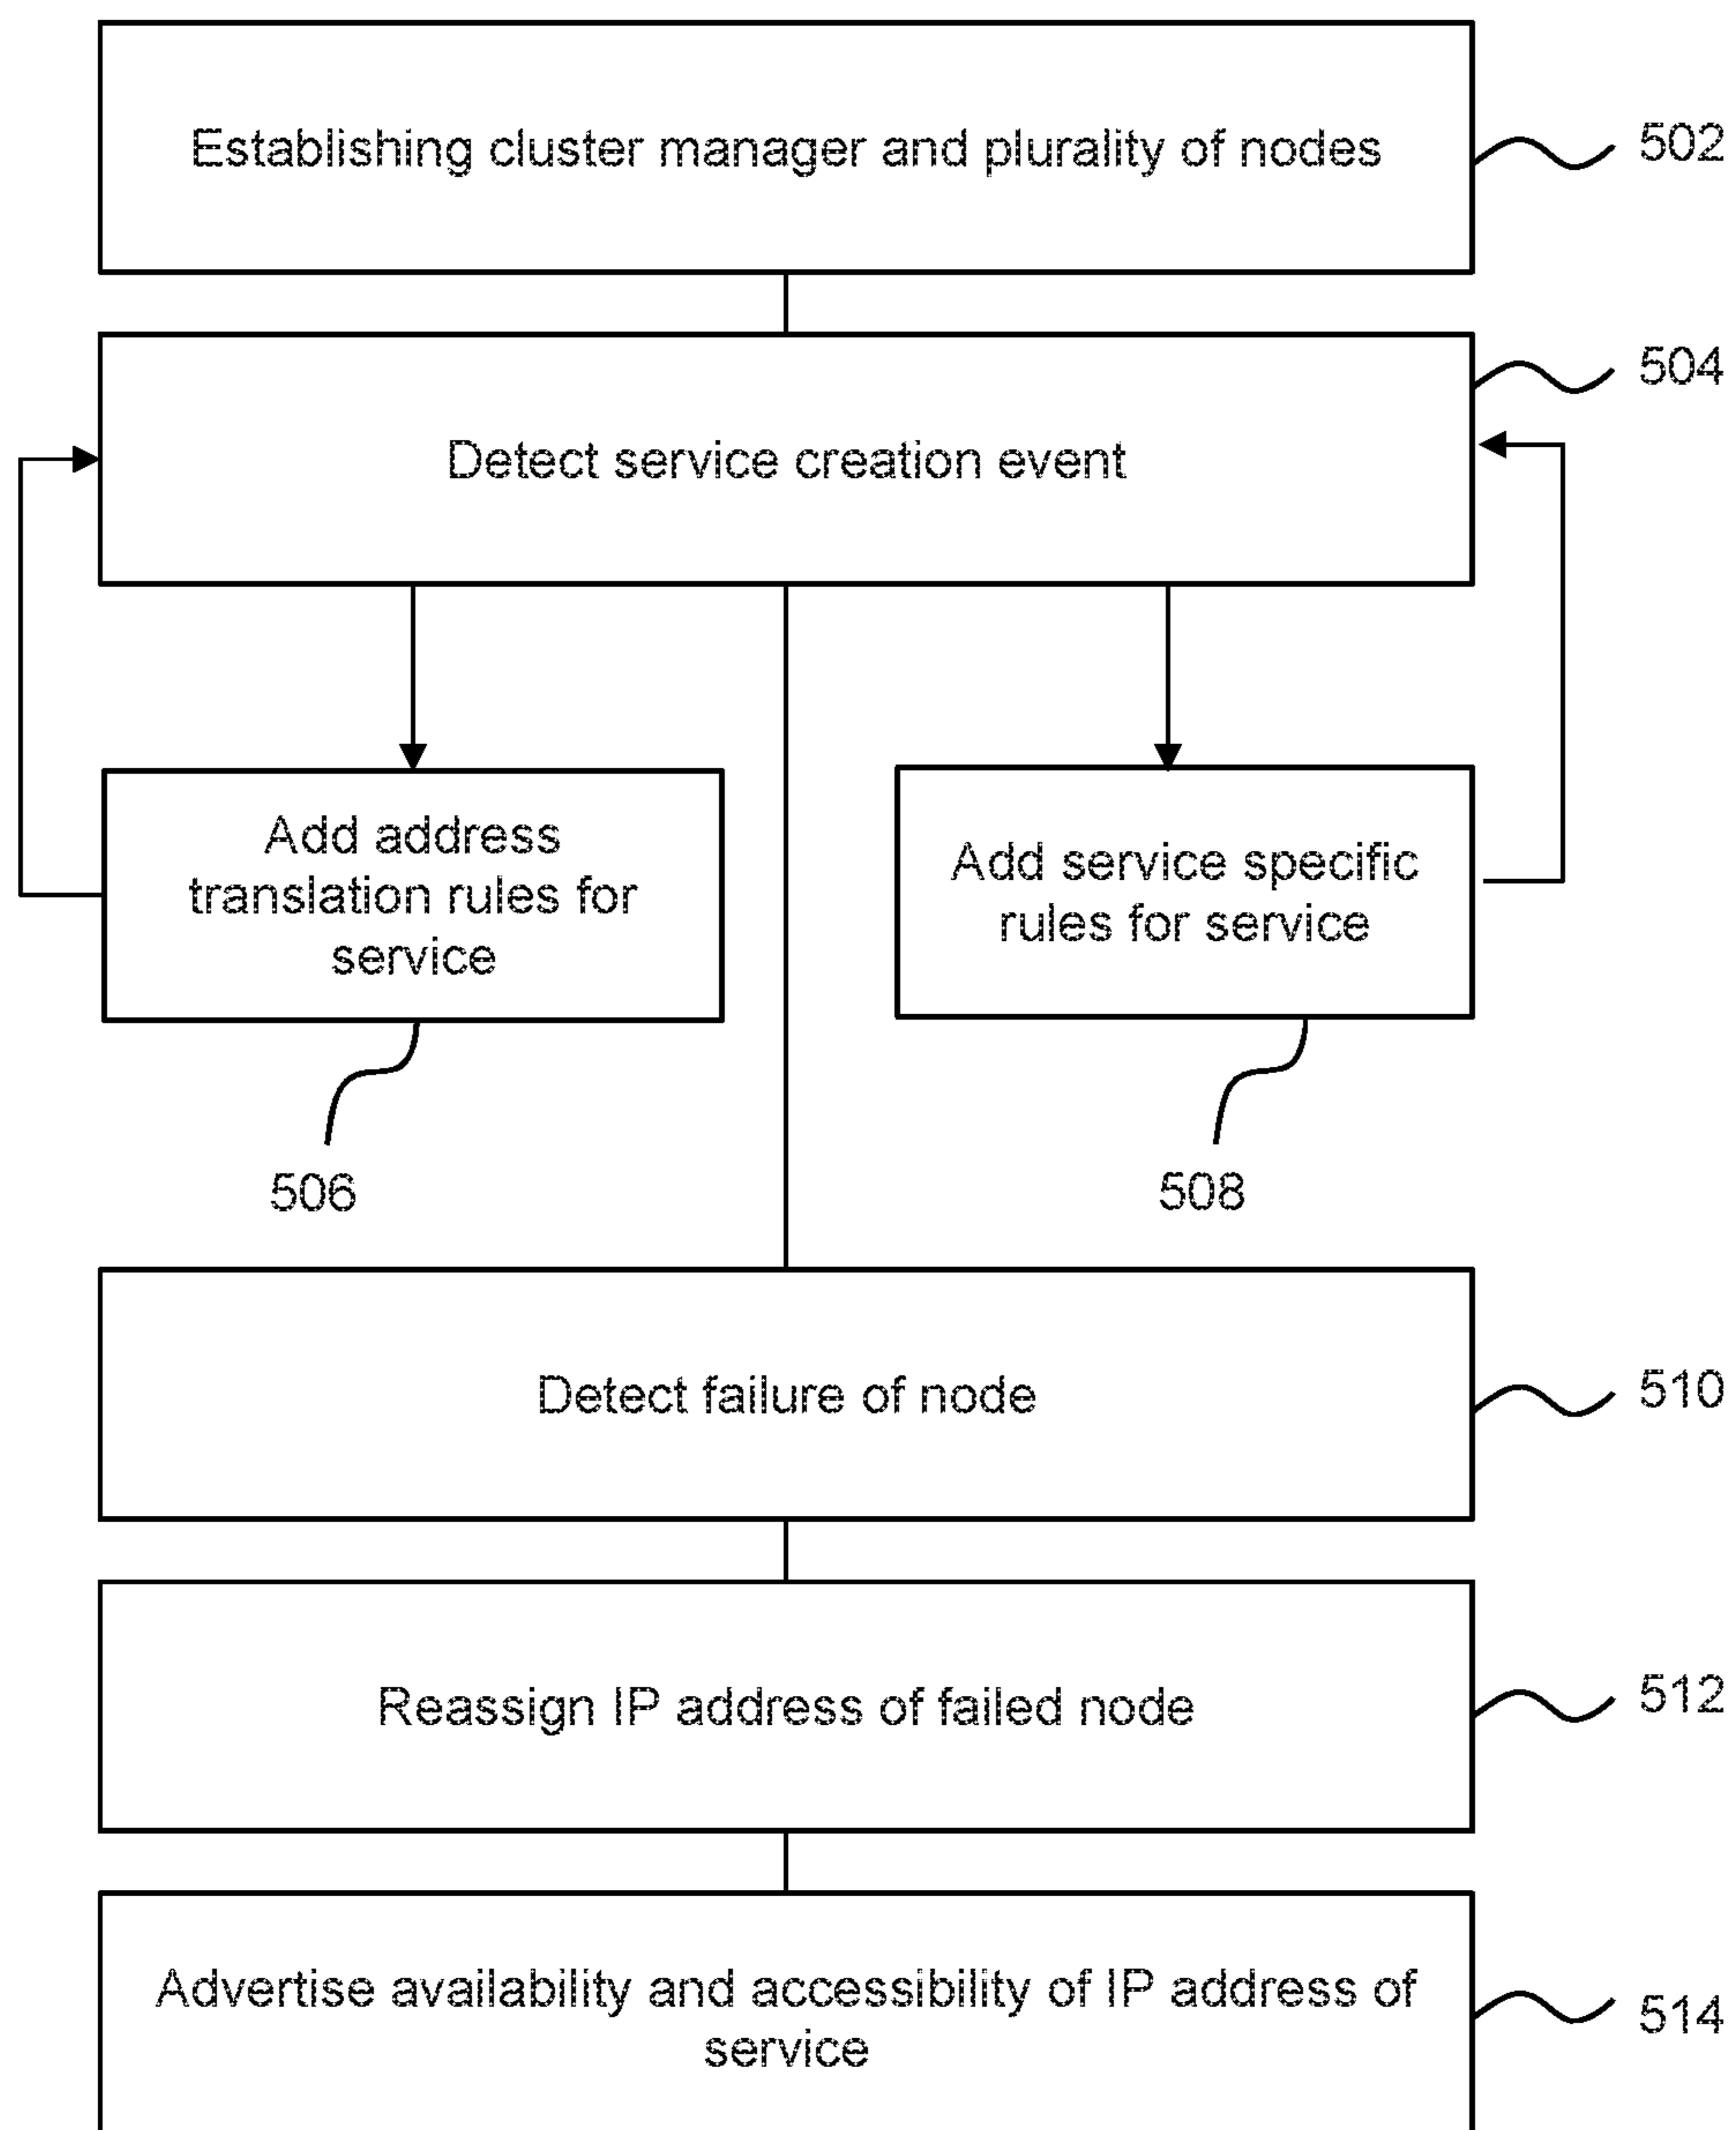 Establishing cluster manager and plurality of nodes
502
504
Detect service creation event
Add address
translation rules for
service
Add service specific
rules for service
506
508
Detect failure of node
510
Reassign IP address of failed node
512
Advertise availability and accessibility of IP address of
service
514